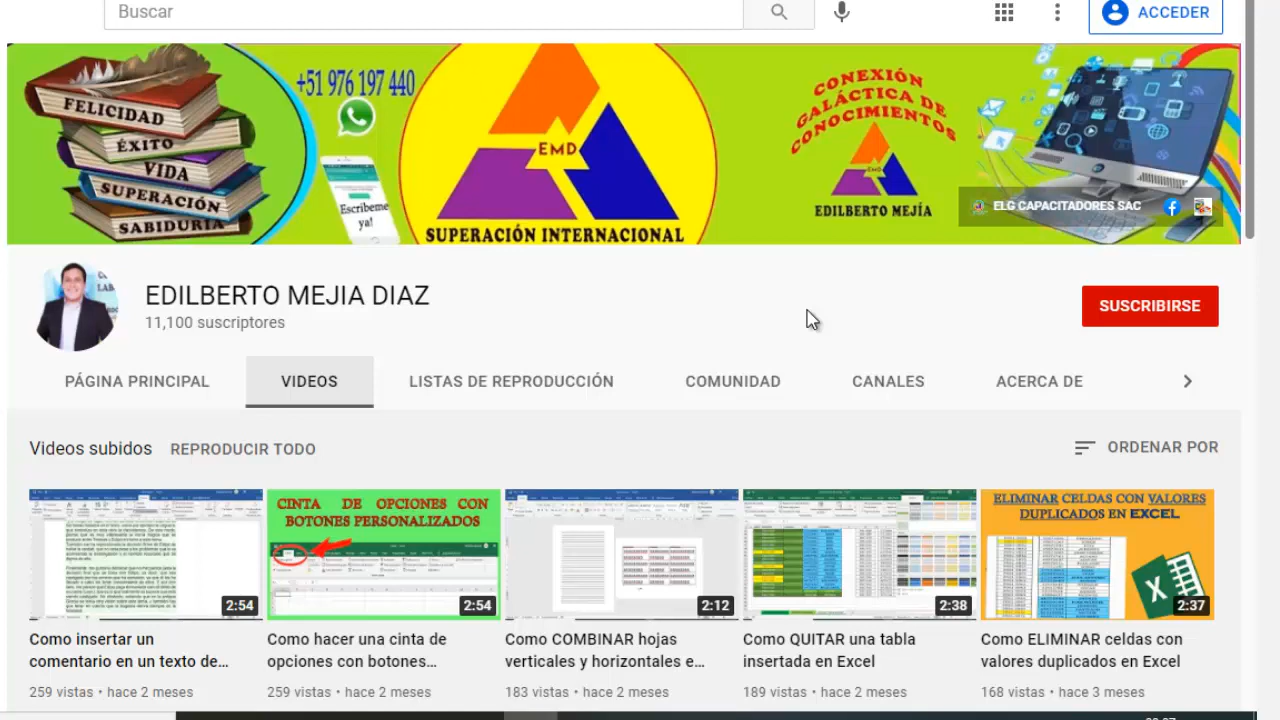 Buscar
ACCEDER
FELICIDAD
ÉXITO
VIDA
SUPERACIÓN
SABIDURIA
+51 976 197 440
Escríbeme
ya!
EMD
SUPERACIÓN INTERNACIONAL
CONEXIÓN
GALÁCTICA DE
CONOCIMIENTOS
EMD
EDILBERTO MEJÍA
ELG CAPACITADORES SAC
EDILBERTO MEJIA DIAZ
11,100 suscriptores
SUSCRIBIRSE
PÁGINA PRINCIPAL
VIDEOS
LISTAS DE REPRODUCCIÓN
COMUNIDAD
CANALES
ACERCA DE
Videos subidos
REPRODUCIR TODO
ORDENAR POR
2:54
CINTA DE OPCIONES CON
BOTONES PERSONALIZADOS
2:54
2:12
2:38
ELIMINAR CELDAS CON VALORES
DUPLICADOS EN EXCEL
2:37
Como insertar un
comentario en un texto de...
259 vistas • hace 2 meses
Como hacer una cinta de
opciones con botones...
259 vistas • hace 2 meses
Como COMBINAR hojas
verticales y horizontales e...
183 vistas • hace 2 meses
Como QUITAR una tabla
insertada en Excel
189 vistas • hace 2 meses
Como ELIMINAR celdas con
valores duplicados en Excel
168 vistas • hace 3 meses